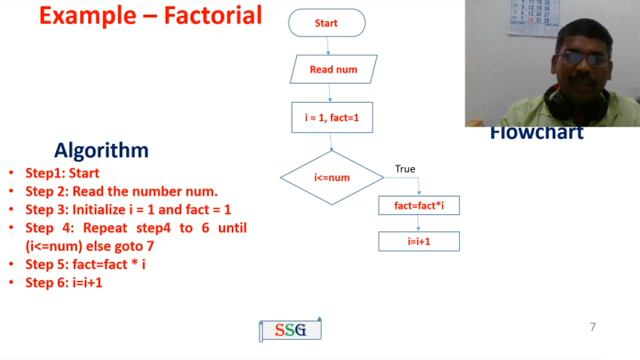 Example – Factorial
Start
Read num
i = 1, fact=1
Flowchart
Algorithm
i<=num
True
• Step1: Start
• Step 2: Read the number num.
• Step 3: Initialize i = 1 and fact = 1
• Step 4: Repeat step4 to 6 until
(i<=num) else goto 7
• Step 5: fact=fact * i
• Step 6: i=i+1
fact=fact*i
i=i+1
SSG
7